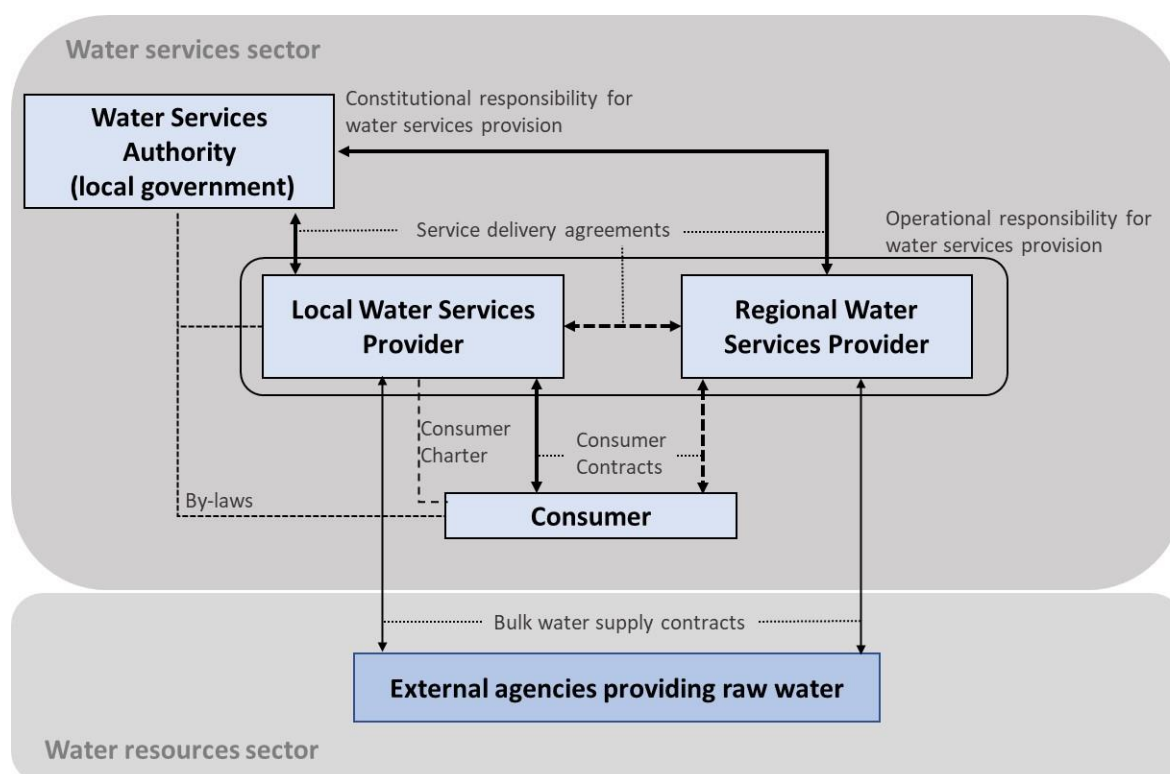 Water services sector
Water Services
Authority
(local government)
Constitutional responsibility for
water services provision
Service delivery agreements
Operational responsibility for
water services provision
Local Water Services
Provider
Regional Water
Services Provider
Consumer
Charter
Consumer
Contracts
By-laws
Consumer
Bulk water supply contracts
External agencies providing raw water
Water resources sector